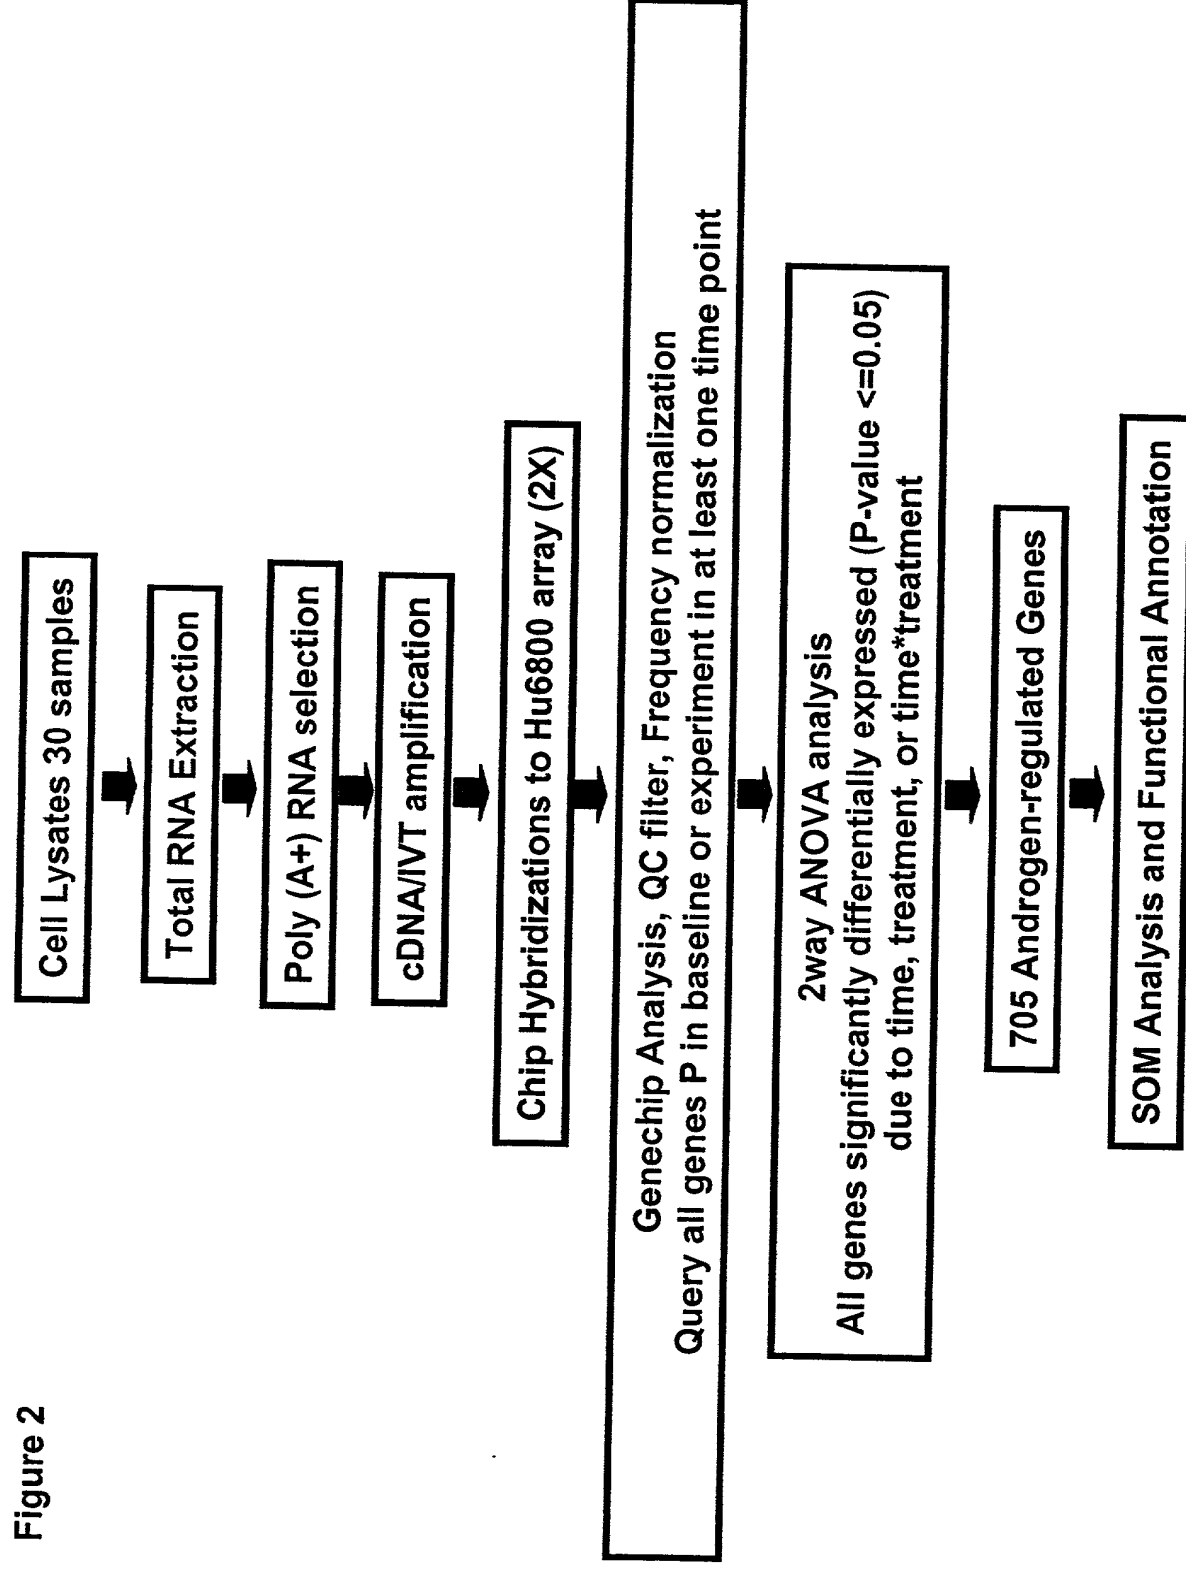 Figure 2
Cell Lysates 30 samples
Total RNA Extraction
Poly (A+) RNA selection
cDNA/IVT amplification
Chip Hybridizations to Hu6800 array (2X)
Genechip Analysis, QC filter, Frequency normalization
Query all genes P in baseline or experiment in at least one time point
2way ANOVA analysis
All genes significantly differentially expressed (P-value <=0.05)
due to time, treatment, or time*treatment
705 Androgen-regulated Genes
SOM Analysis and Functional Annotation